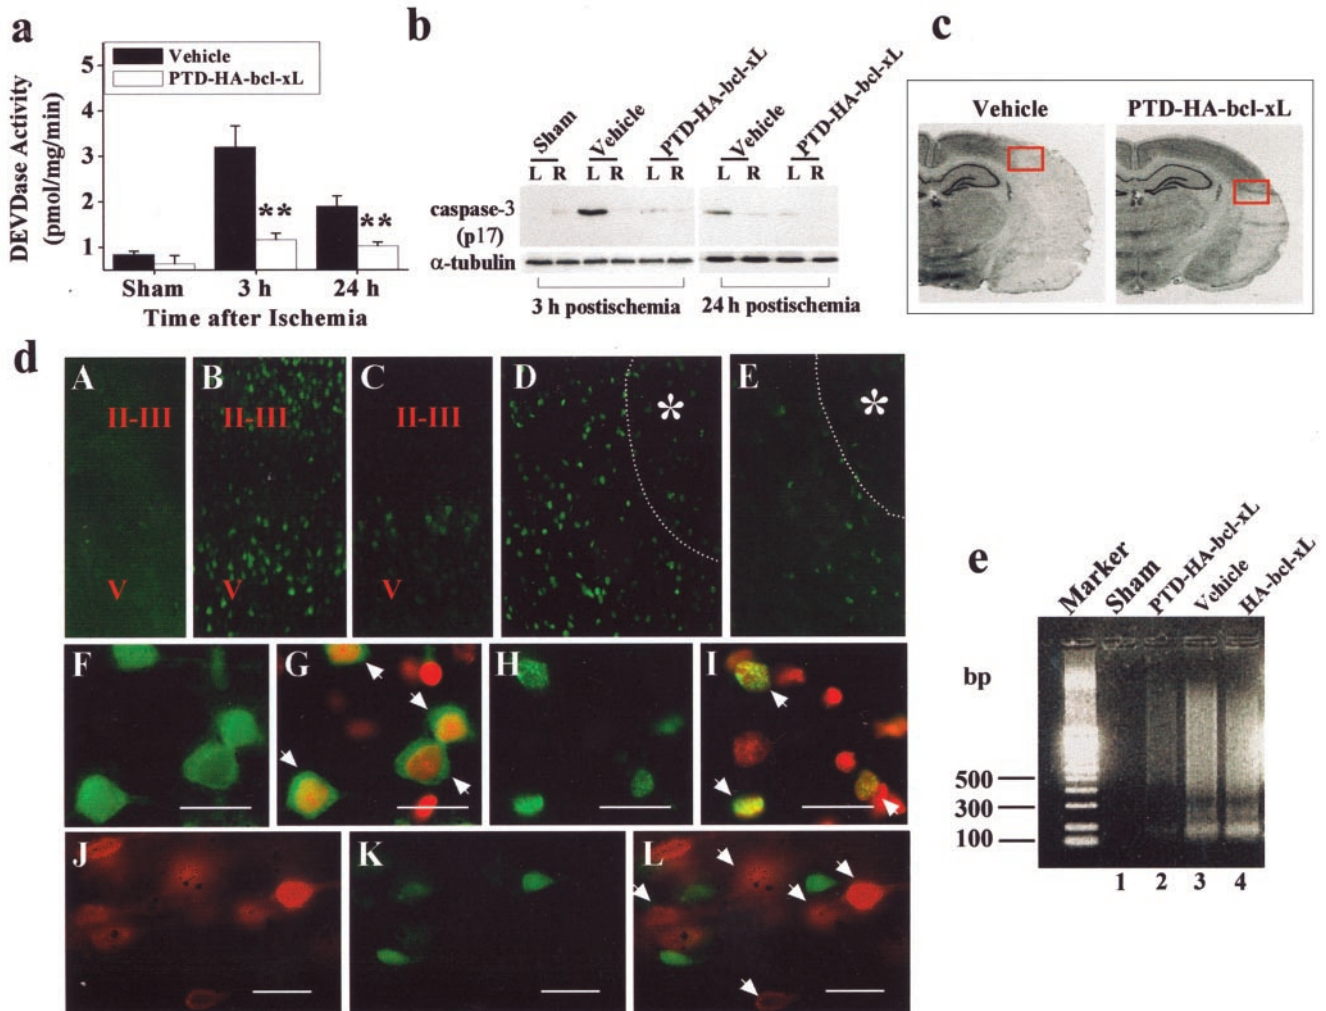 a
DEVDase Activity
(pmol/mg/min)
5
4
3
2
1
Vehicle
PTD-HA-bcl-xL
**
**
Sham 3 h 24 h
Time after Ischemia
b
Sham Vehicle PTD-HA-bcl-xL Vehicle PTD-HA-bcl-xL
L R L R L R L R L R
caspase-3
(p17)
α-tubulin
3 h postischemia 24 h postischemia
c
Vehicle PTD-HA-bcl-xL
d
A B C D E
II-III II-III II-III
* *
V V V
F G H I
J K L
e
Marker Sham PTD-HA-bcl-xL Vehicle HA-bcl-xL
bp
500
300
100
1 2 3 4